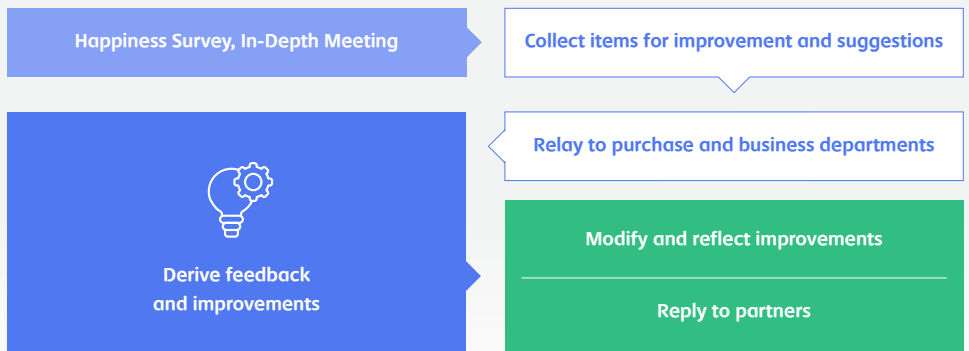 Happiness Survey, In-Depth Meeting
Collect items for improvement and suggestions
Relay to purchase and business departments
Derive feedback
and improvements
Modify and reflect improvements
Reply to partners